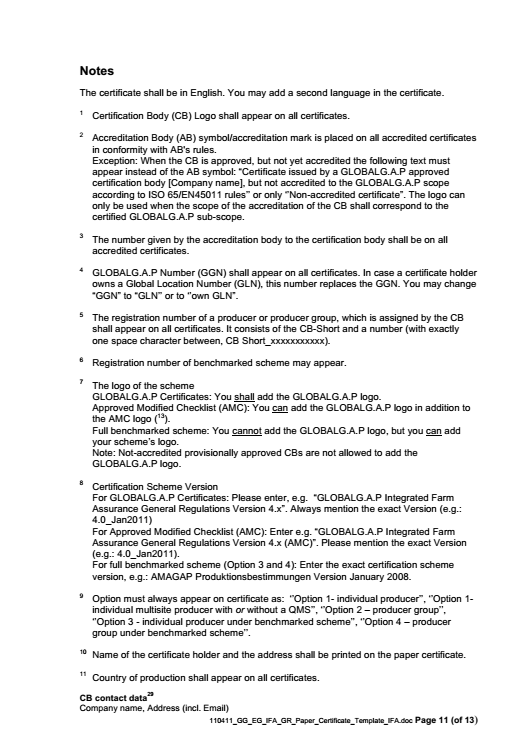 Notes
The certificate shall be in English. You may add a second language in the certificate.
1 Certification Body (CB) Logo shall appear on all certificates.
2 Accreditation Body (AB) symbol/accreditation mark is placed on all accredited certificates
in conformity with AB's rules.
Exception: When the CB is approved, but not yet accredited the following text must
appear instead of the AB symbol: “Certificate issued by a GLOBALG.A.P approved
certification body [Company name], but not accredited to the GLOBALG.A.P scope
according to ISO 65/EN45011 rules” or only “Non-accredited certificate”. The logo can
only be used when the scope of the accreditation of the CB shall correspond to the
certified GLOBALG.A.P sub-scope.
3 The number given by the accreditation body to the certification body shall be on all
accredited certificates.
4 GLOBALG.A.P Number (GGN) shall appear on all certificates. In case a certificate holder
owns a Global Location Number (GLN), this number replaces the GGN. You may change
“GGN” to “GLN” or to “own GLN”.
5 The registration number of a producer or producer group, which is assigned by the CB
shall appear on all certificates. It consists of the CB-Short and a number (with exactly
one space character between, CB Short_xxxxxxxxxxx).
6 Registration number of benchmarked scheme may appear.
7 The logo of the scheme
GLOBALG.A.P Certificates: You shall add the GLOBALG.A.P logo.
Approved Modified Checklist (AMC): You can add the GLOBALG.A.P logo in addition to
the AMC logo (13).
Full benchmarked scheme: You cannot add the GLOBALG.A.P logo, but you can add
your scheme's logo.
Note: Not-accredited provisionally approved CBs are not allowed to add the
GLOBALG.A.P logo.
8 Certification Scheme Version
For GLOBALG.A.P Certificates: Please enter, e.g. “GLOBALG.A.P Integrated Farm
Assurance General Regulations Version 4.x”. Always mention the exact Version (e.g.:
4.0_Jan2011)
For Approved Modified Checklist (AMC): Enter e.g. “GLOBALG.A.P Integrated Farm
Assurance General Regulations Version 4.x (AMC)”. Please mention the exact Version
(e.g.: 4.0_Jan2011).
For full benchmarked scheme (Option 3 and 4): Enter the exact certification scheme
version, e.g.: AMAGAP Produktionsbestimmungen Version January 2008.
9 Option must always appear on certificate as: “Option 1- individual producer”, “Option 1-
individual multisite producer with or without a QMS”, “Option 2 – producer group”,
“Option 3 - individual producer under benchmarked scheme”, “Option 4 – producer
group under benchmarked scheme”.
10 Name of the certificate holder and the address shall be printed on the paper certificate.
11 Country of production shall appear on all certificates.
CB contact data29
Company name, Address (incl. Email)
110411_GG_EG_IFA_GR_Paper_Certificate_Template_IFA.doc Page 11 (of 13)